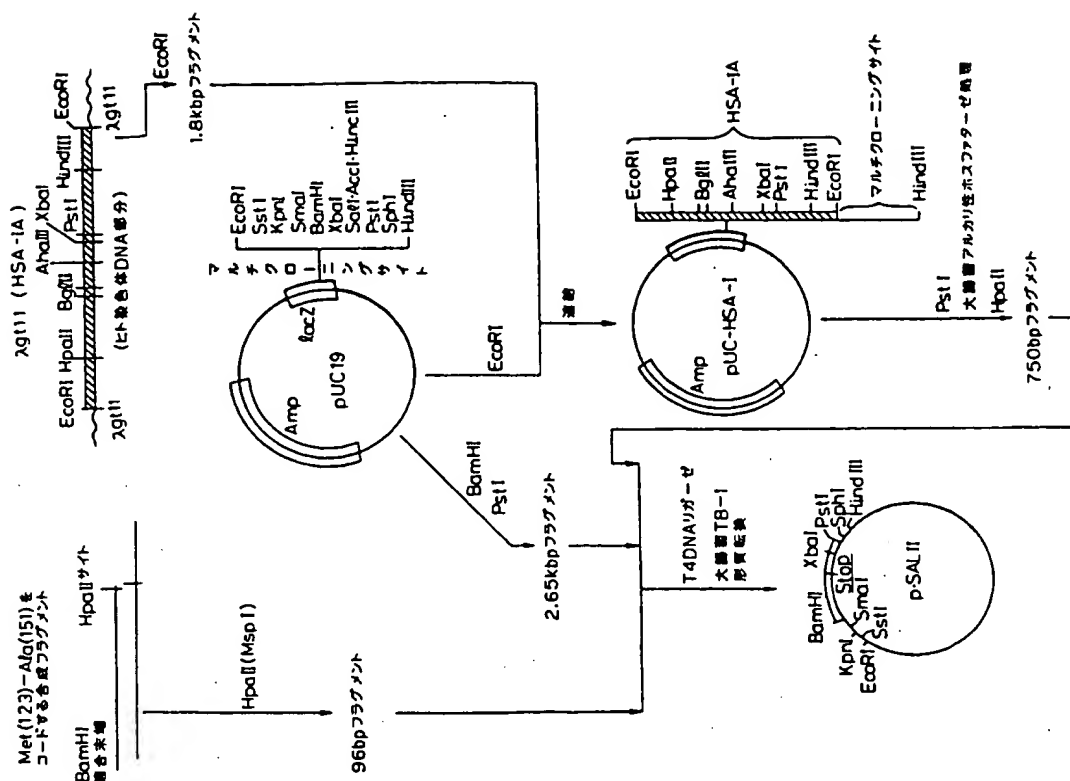 λgt11 (HSA-1A)
EcoRI HpaII BglII AhaIII XbaI PstI HindIII EcoRI
λgt11
(ヒト染色体DNA部分)
λgt11
EcoRI
1.8kbpフラグメント
Met(123)−Ala(151)を
コードする合成フラグメント
BamHI
結合末端
HpaIIサイト
HpaII(MspI)
96bpフラグメント
Amp
pUC19
lacZ
マルチクローニングサイト
EcoRI
SstI
KpnI
SmaI
BamHI
XbaI
SalI・AccI・HincIII
PstI
SphI
HindIII
EcoRI
連結
BamHI
PstI
2.65kbpフラグメント
Amp
pUC-HSA-I
HSA-1A
EcoRI
HpaII
BglII
AhaIII
XbaI
PstI
HindIII
EcoRI
マルチクローニングサイト
HindIII
PstI
大腸菌アルカリ性ホスファターゼ処理
HpaII
750bpフラグメント
T4DNAリガーゼ
大腸菌TB-1
形質転換
BamHI
XbaI
PstI
SphI
HindIII
Stop
KpnI
SmaI
EcoRI
SstI
p・SALII